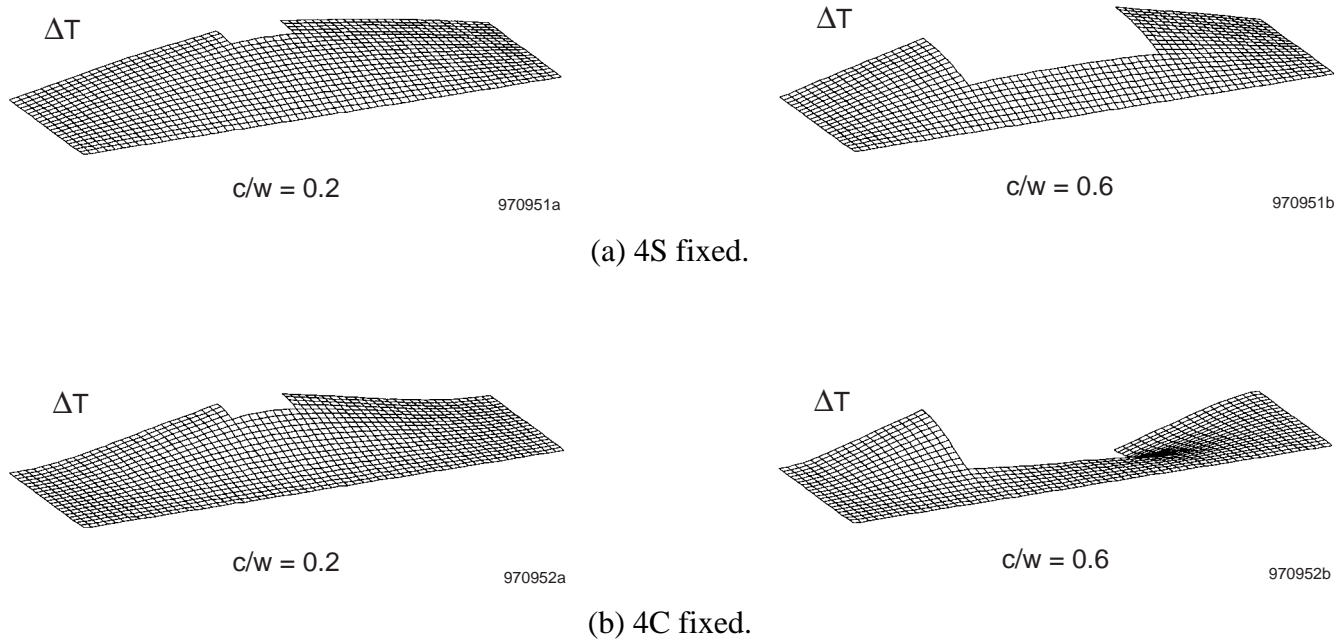 ΔT
ΔT
c/w = 0.2
c/w = 0.6
970951a
970951b
(a) 4S fixed.
ΔT
ΔT
c/w = 0.2
c/w = 0.6
970952a
970952b
(b) 4C fixed.